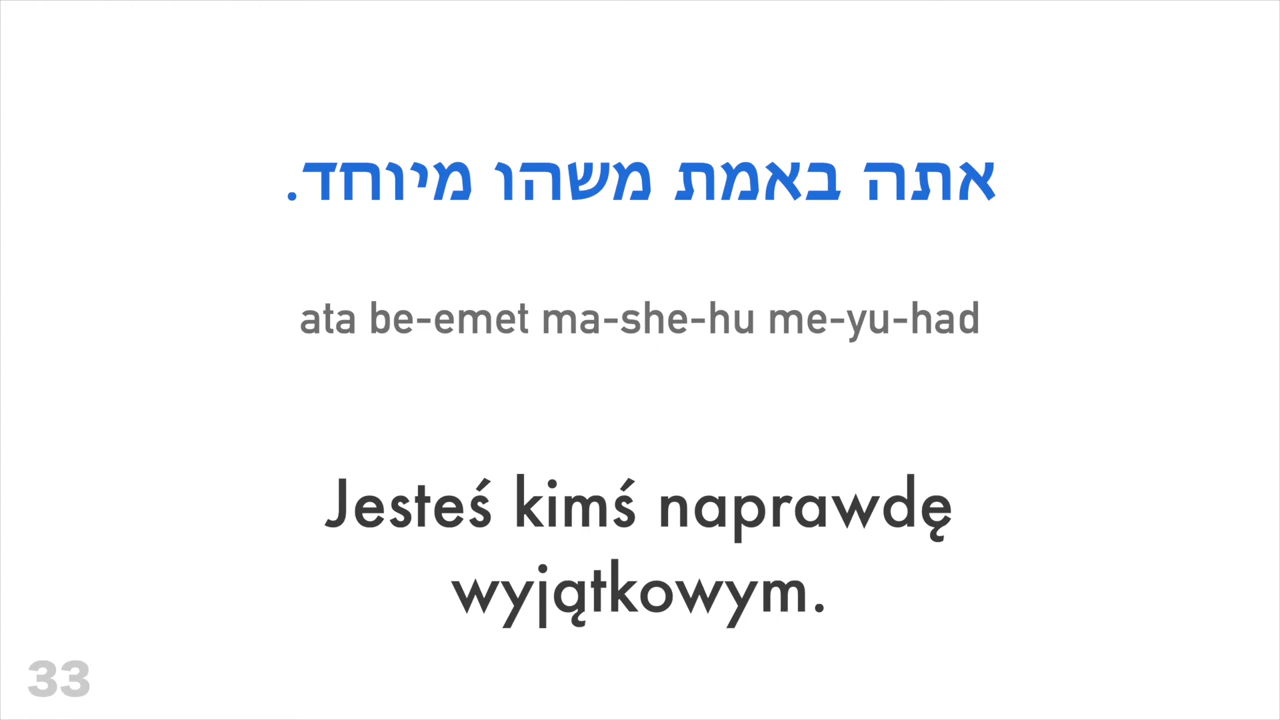 אתה באמת משהו מיוחד.
ata be-emet ma-she-hu me-yu-had
Jesteś kimś naprawdę
wyjątkowym.
33